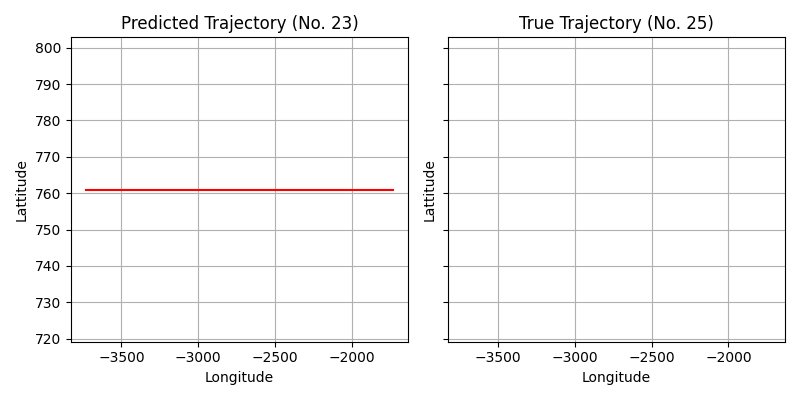 Predicted Trajectory (No. 23)
True Trajectory (No. 25)
800
790
780
770
760
750
740
730
720
Lattitude
Lattitude
−3500
−3000
−2500
−2000
−3500
−3000
−2500
−2000
Longitude
Longitude